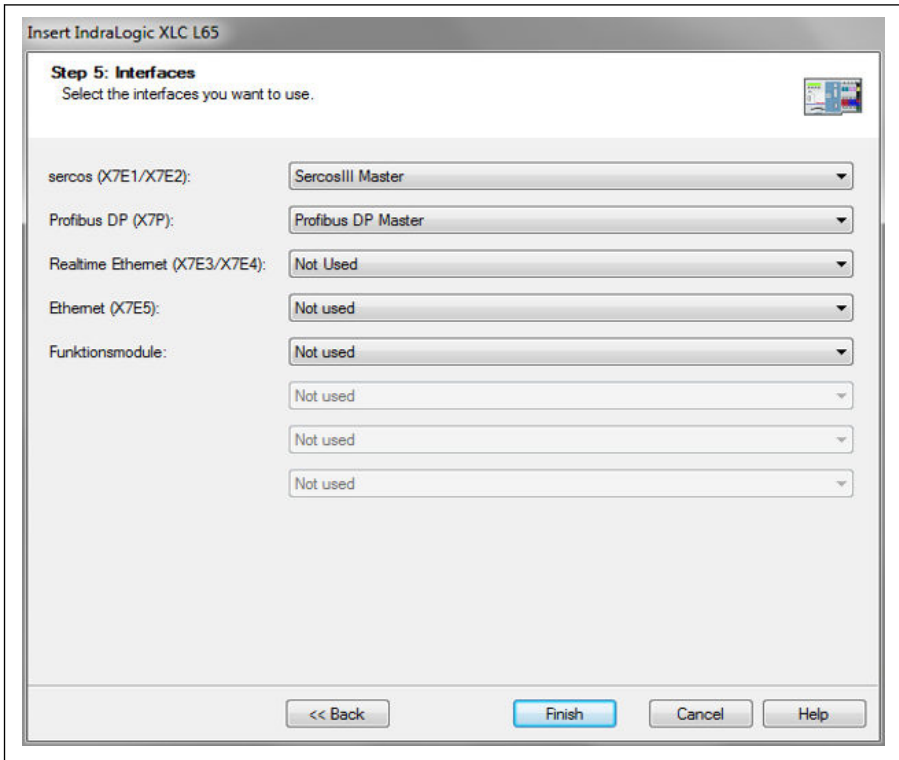 Insert IndraLogic XLC L65
Step 5: Interfaces
Select the interfaces you want to use.
sercos (X7E1/X7E2): SercosIII Master
Profibus DP (X7P): Profibus DP Master
Realtime Ethernet (X7E3/X7E4): Not Used
Ethernet (X7E5): Not used
Funktionsmodule: Not used
Not used
Not used
Not used
<< Back Finish Cancel Help